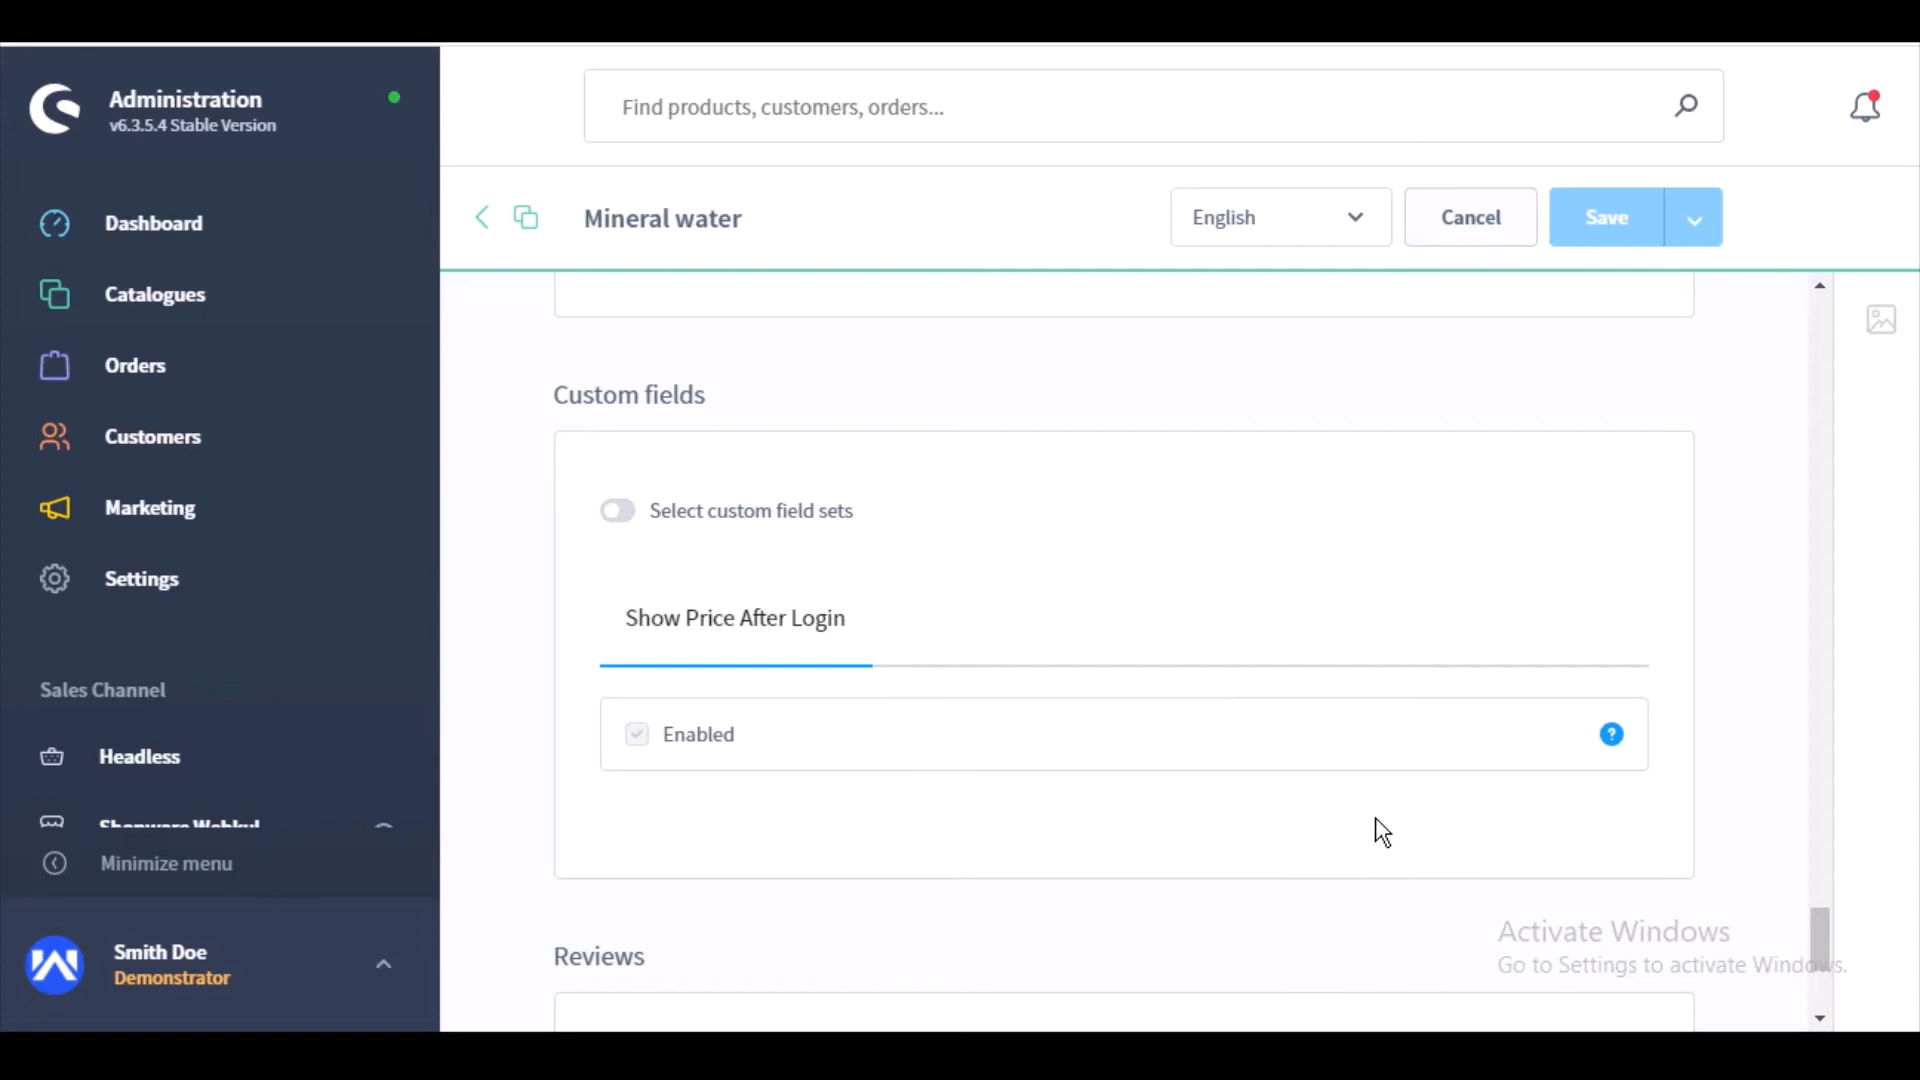 Administration
v6.3.5.4 Stable Version
Find products, customers, orders...
Mineral water
English
Cancel
Save
Dashboard
Catalogues
Orders
Customers
Marketing
Settings
Sales Channel
Headless
Shopware Webkul
Minimize menu
Smith Doe
Demonstrator
Custom fields
Select custom field sets
Show Price After Login
Enabled
?
Reviews
Activate Windows
Go to Settings to activate Windows.